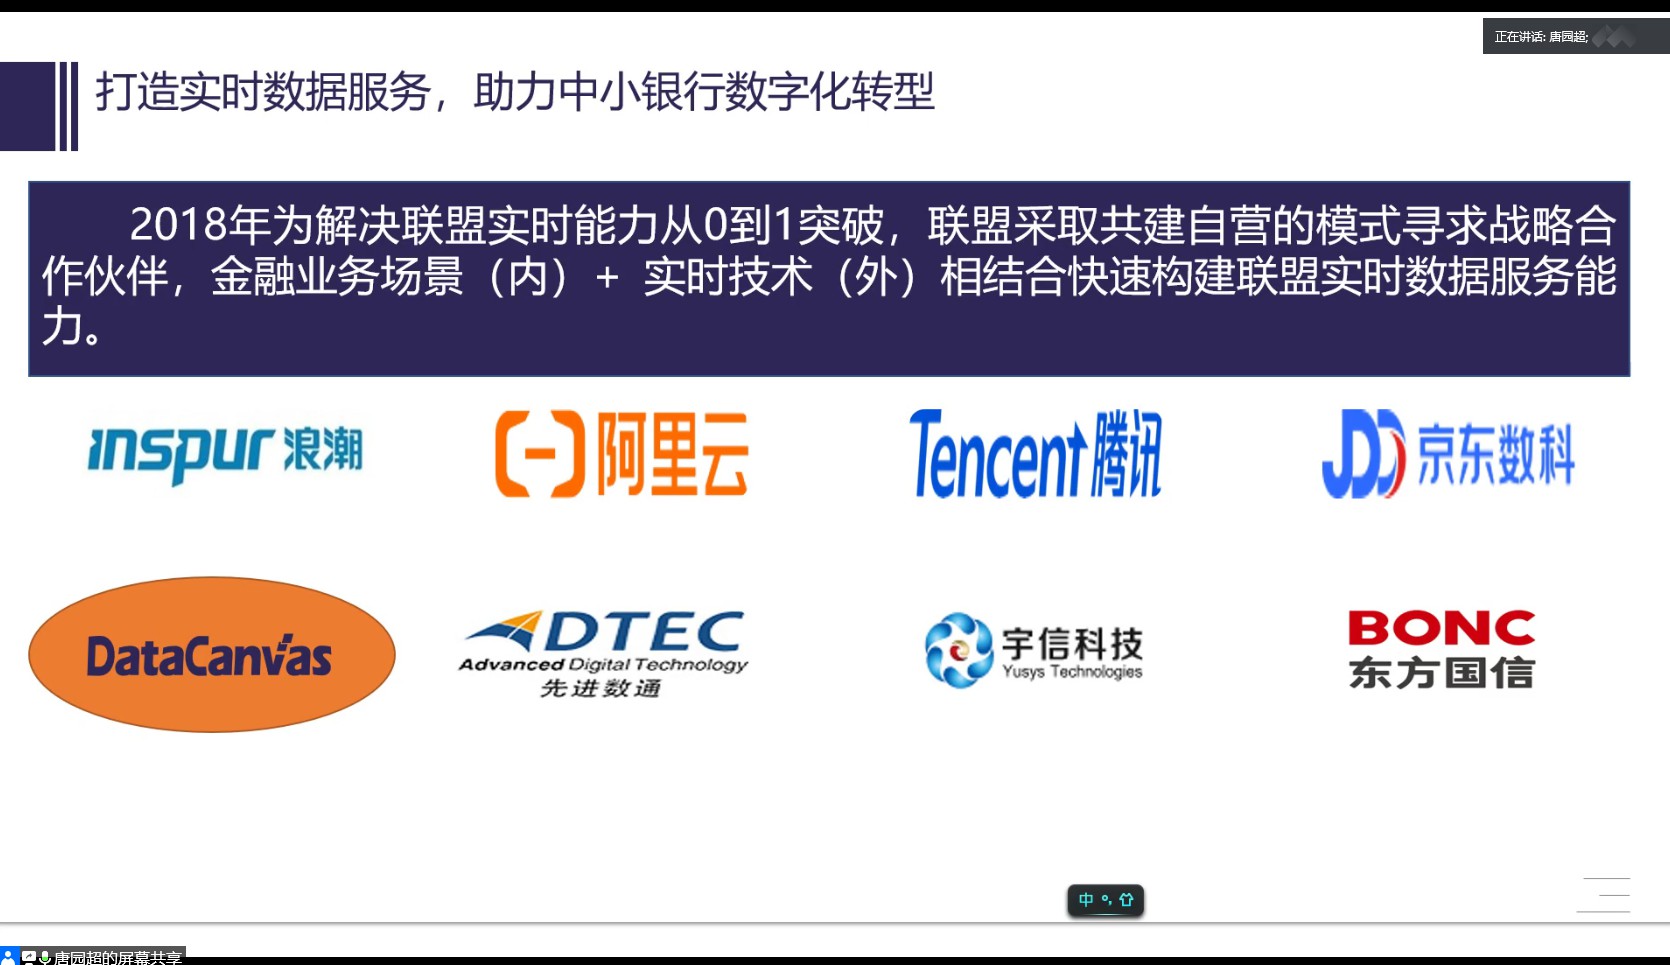 正在讲话: 唐园超;
打造实时数据服务，助力中小银行数字化转型
2018年为解决联盟实时能力从0到1突破，联盟采取共建自营的模式寻求战略合
作伙伴，金融业务场景（内）+ 实时技术（外）相结合快速构建联盟实时数据服务能
力。
inspur 浪潮
阿里云
Tencent 腾讯
JDD 京东数科
DataCanvas
ADTEC
Advanced Digital Technology
先进数通
宇信科技
Yusys Technologies
BONC
东方国信
中 °,
唐园超的屏幕共享